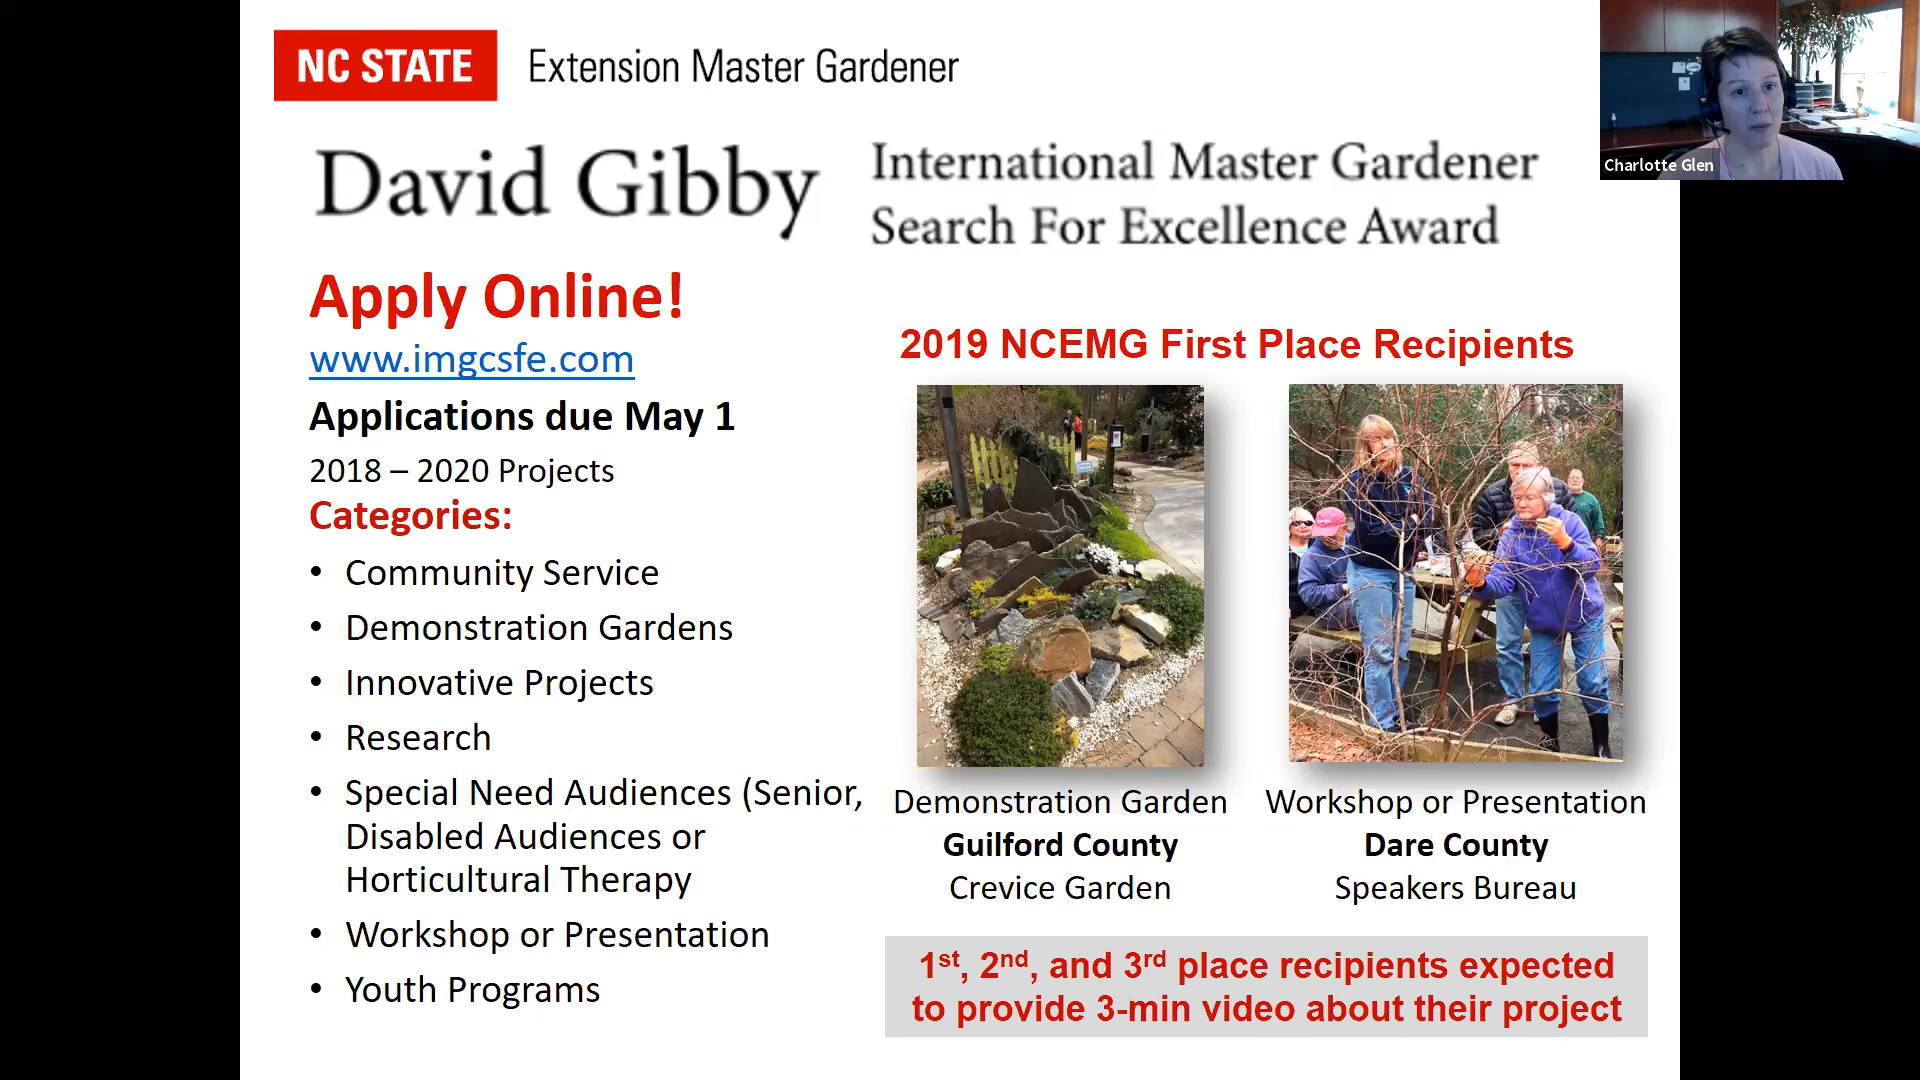 NC STATE Extension Master Gardener
David Gibby
International Master Gardener
Search For Excellence Award
Charlotte Glen
Apply Online!
www.imgcsfe.com
Applications due May 1
2018 – 2020 Projects
Categories:
• Community Service
• Demonstration Gardens
• Innovative Projects
• Research
• Special Need Audiences (Senior,
Disabled Audiences or
Horticultural Therapy
• Workshop or Presentation
• Youth Programs
2019 NCEMG First Place Recipients
Demonstration Garden
Guilford County
Crevice Garden
Workshop or Presentation
Dare County
Speakers Bureau
1st, 2nd, and 3rd place recipients expected
to provide 3-min video about their project